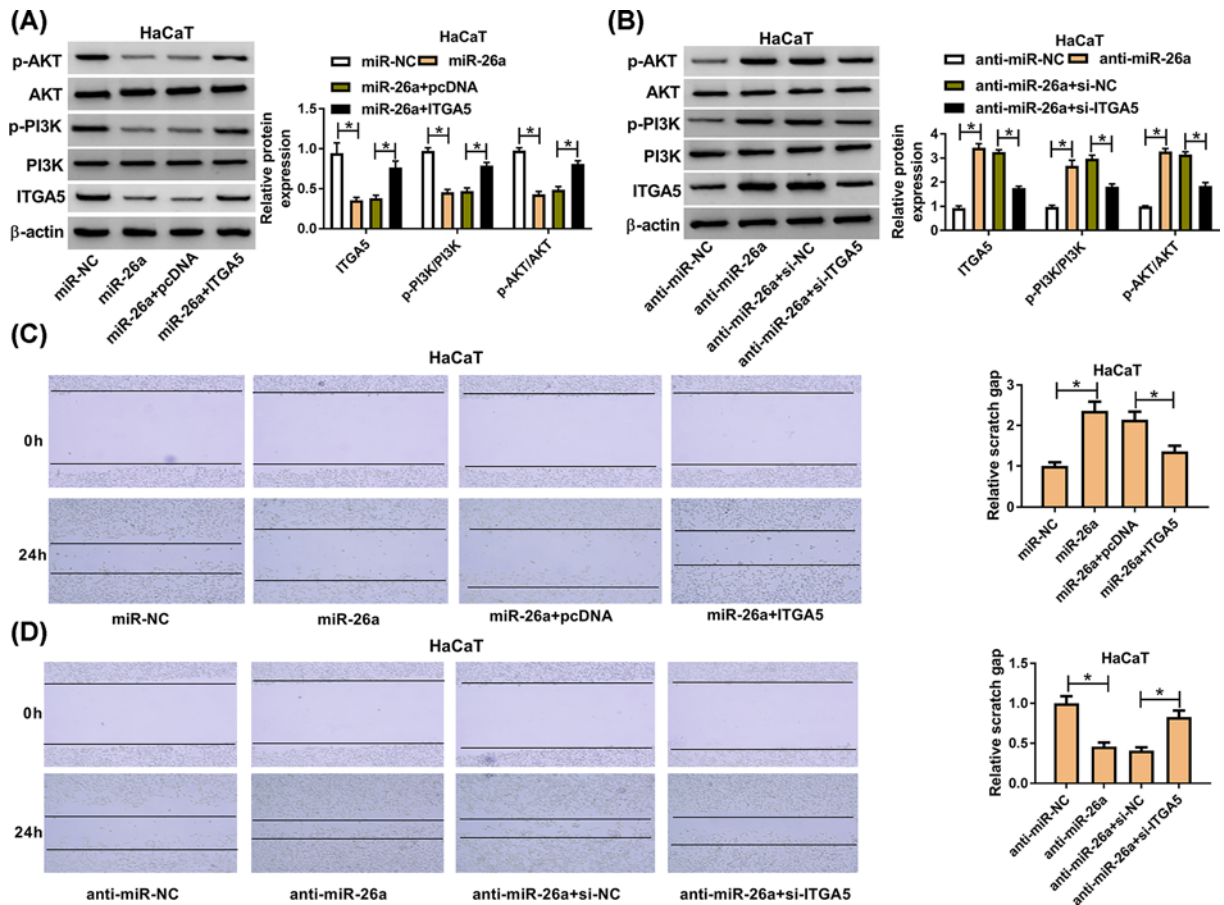 (A)
HaCaT
p-AKT
AKT
p-PI3K
PI3K
ITGA5
β-actin
miR-NC
miR-26a
miR-26a+pcDNA
miR-26a+ITGA5
HaCaT
miR-NC miR-26a
miR-26a+pcDNA
miR-26a+ITGA5
Relative protein
expression
1.0
0.5
0.0
* * * * * *
ITGA5
p-PI3K/PI3K
p-AKT/AKT
(B)
HaCaT
p-AKT
AKT
p-PI3K
PI3K
ITGA5
β-actin
anti-miR-NC
anti-miR-26a
anti-miR-26a+si-NC
anti-miR-26a+si-ITGA5
HaCaT
anti-miR-NC anti-miR-26a
anti-miR-26a+si-NC
anti-miR-26a+si-ITGA5
Relative protein
expression
4
3
2
1
0
* * * * * *
ITGA5
p-PI3K/PI3K
p-AKT/AKT
(C)
HaCaT
0h
24h
miR-NC miR-26a miR-26a+pcDNA miR-26a+ITGA5
HaCaT
Relative scratch gap
3
2
1
0
* *
miR-NC
miR-26a
miR-26a+pcDNA
miR-26a+ITGA5
(D)
HaCaT
0h
24h
anti-miR-NC anti-miR-26a anti-miR-26a+si-NC anti-miR-26a+si-ITGA5
HaCaT
Relative scratch gap
1.5
1.0
0.5
0.0
* *
anti-miR-NC
anti-miR-26a
anti-miR-26a+si-NC
anti-miR-26a+si-ITGA5